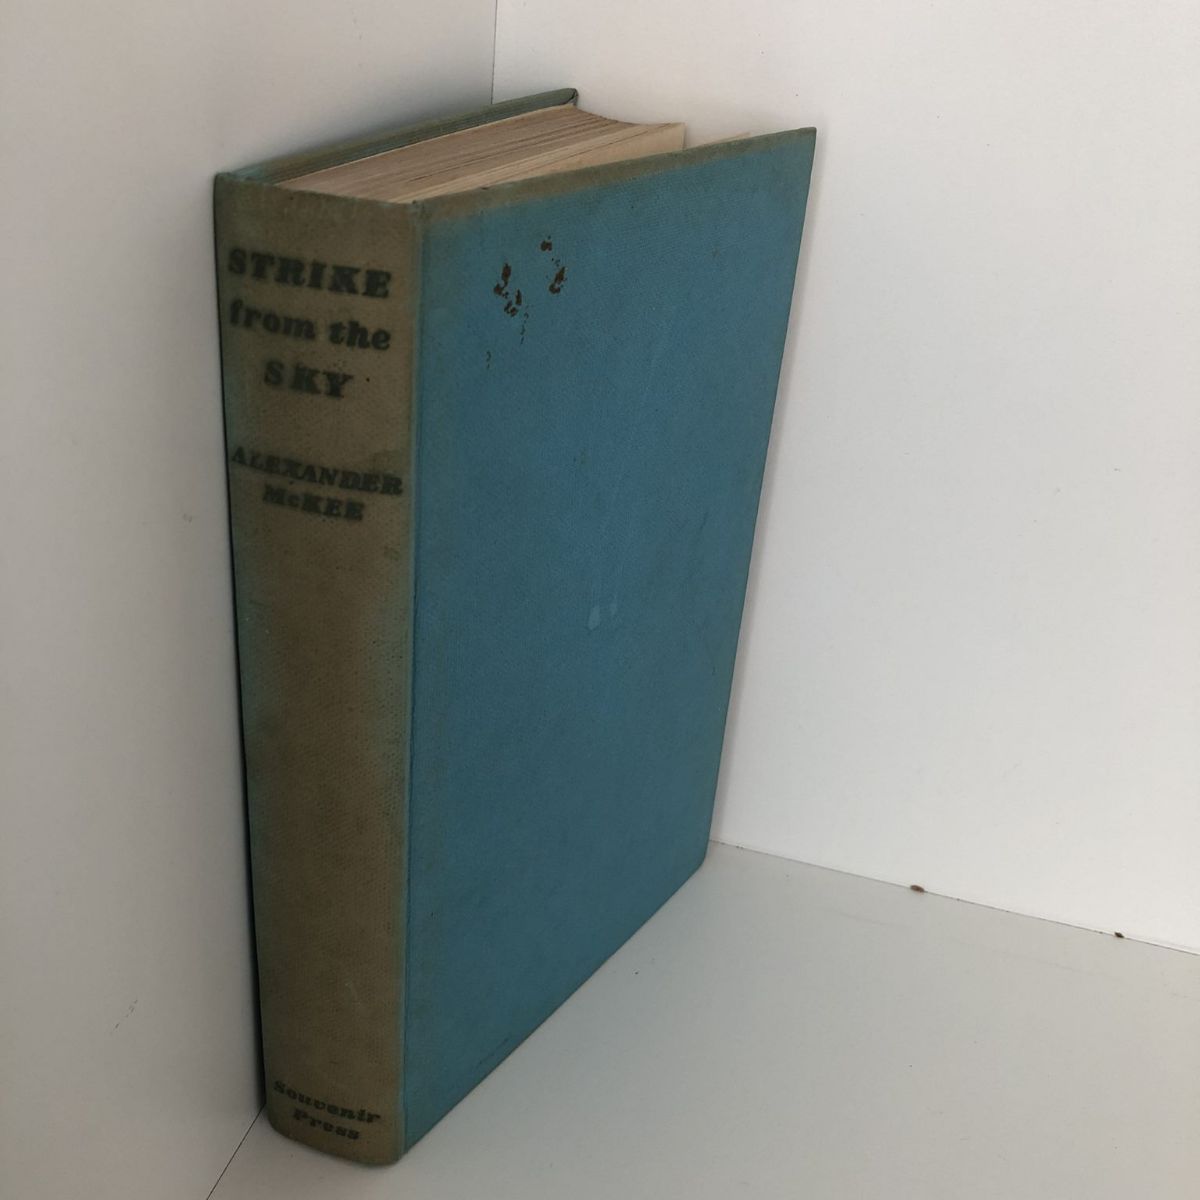 STRIKE
from the
SKY
ALEXANDER
McKEE
Souvenir
Press